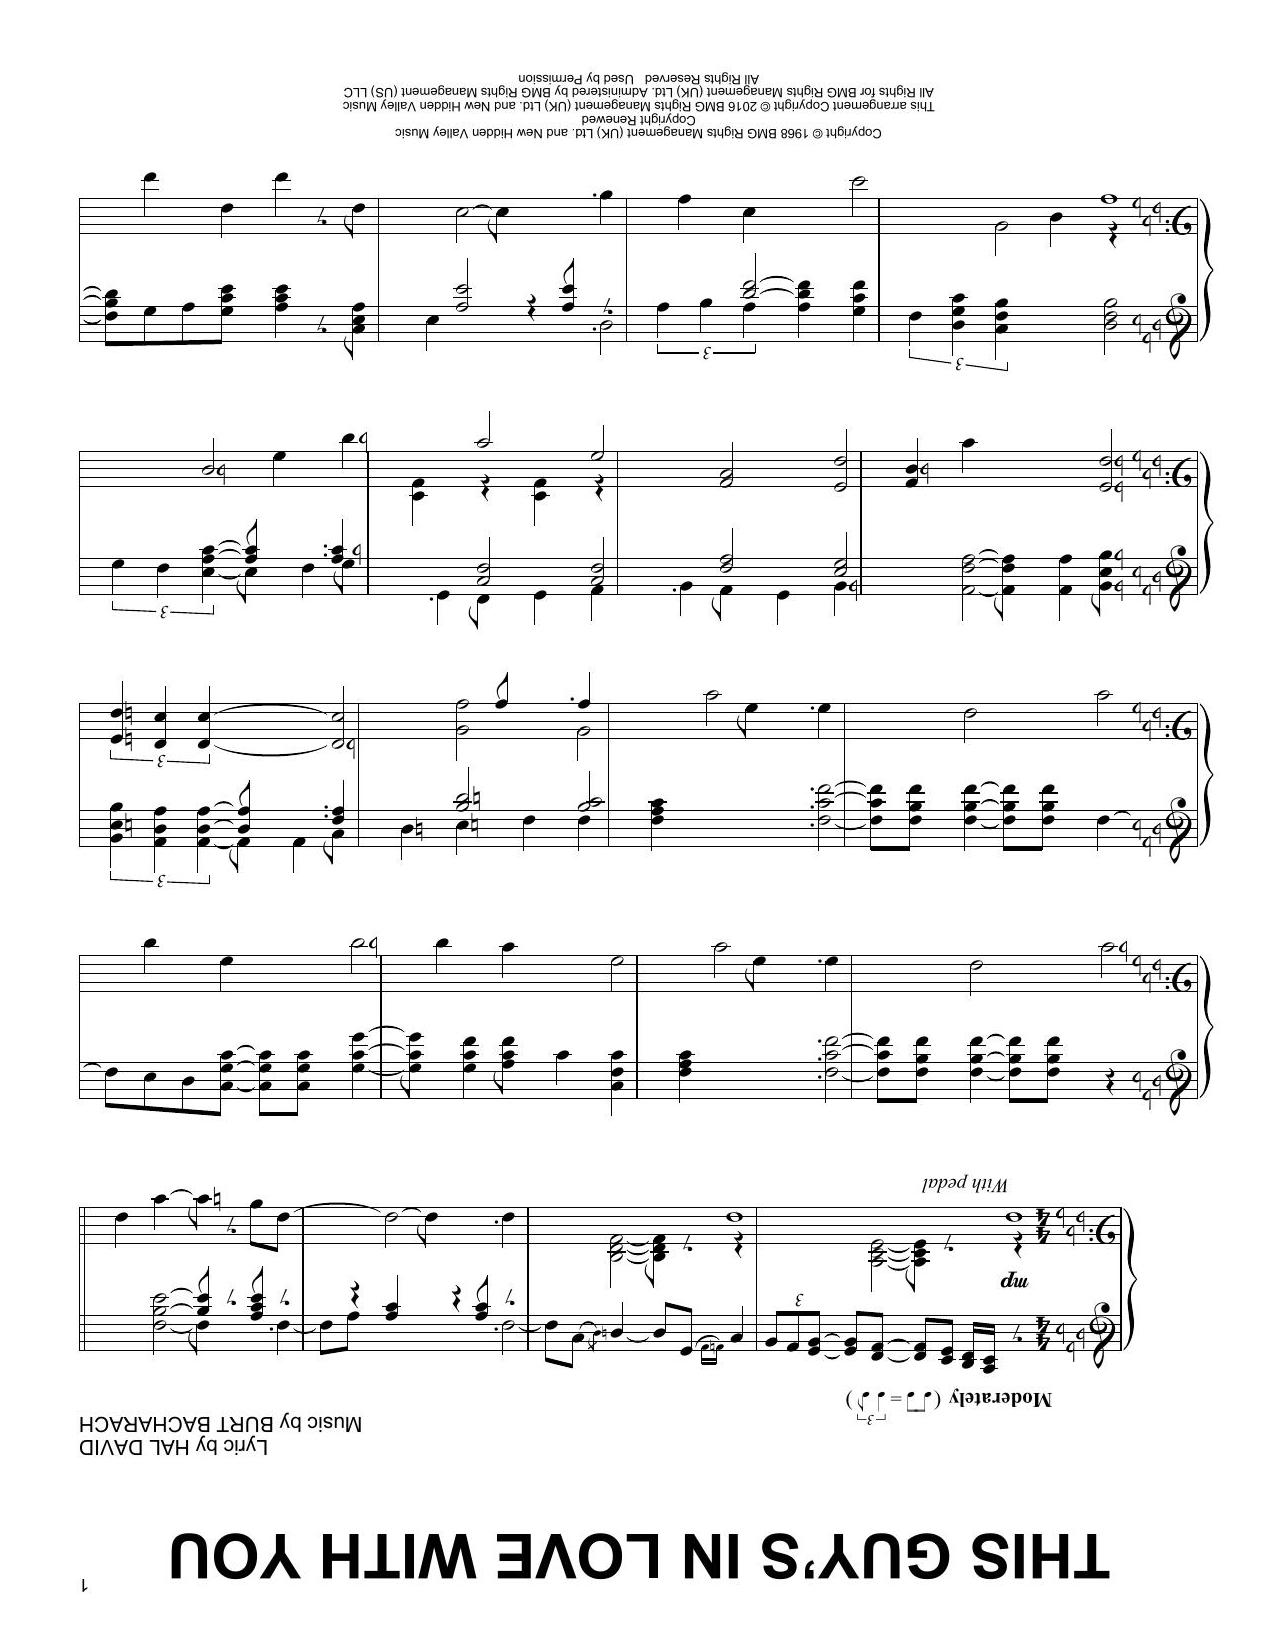 1
THIS GUY'S IN LOVE WITH YOU
Lyric by HAL DAVID
Music by BURT BACHARACH
Moderately
3
3
mp
With pedal
3
3
3
3
3
Copyright © 1968 BMG Rights Management (UK) Ltd. and New Hidden Valley Music
Copyright Renewed
This arrangement Copyright © 2016 BMG Rights Management (UK) Ltd. and New Hidden Valley Music
All Rights for BMG Rights Management (UK) Ltd. Administered by BMG Rights Management (US) LLC
All Rights Reserved Used by Permission